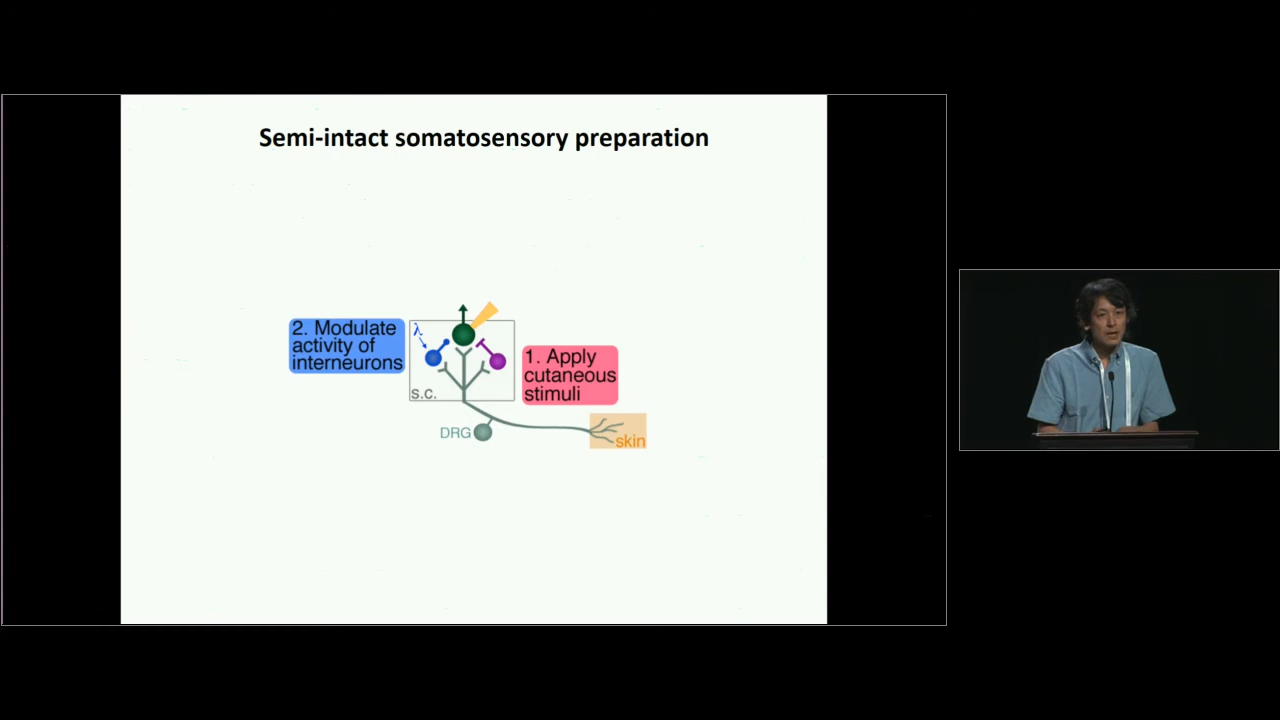 Semi-intact somatosensory preparation
2. Modulate
activity of
interneurons
λ
s.c.
1. Apply
cutaneous
stimuli
DRG
skin